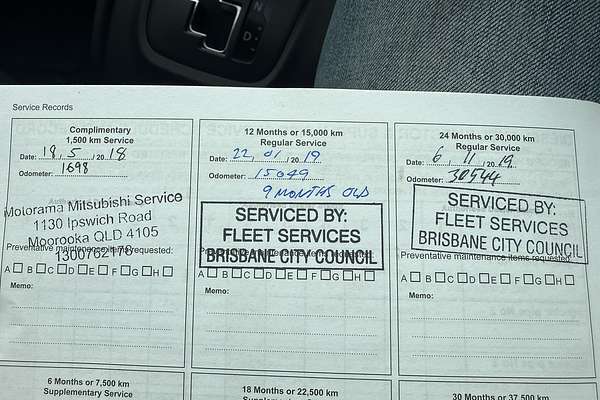 N
D
Service Records
Complimentary
1,500 km Service
Date: 18, 5 / 20 18
Odometer: 1698
Motorama Mitsubishi Service
1130 Ipswich Road
Moorooka QLD 4105
1300762178
Preventative maintenance items requested:
A B C D E F G H
Memo:
12 Months or 15,000 km
Regular Service
Date: 22, 01 / 20 19
Odometer: 15049
9 MONTHS OLD
SERVICED BY:
FLEET SERVICES
BRISBANE CITY COUNCIL
A B C D E F G H
Memo:
24 Months or 30,000 km
Regular Service
Date: 6, 11 / 20 19
Odometer: 30544
SERVICED BY:
FLEET SERVICES
BRISBANE CITY COUNCIL
Preventative maintenance items requested:
A B C D E F G H
Memo:
6 Months or 7,500 km
Supplementary Service
18 Months or 22,500 km
Supplementary Service
30 Months or 37,500 km